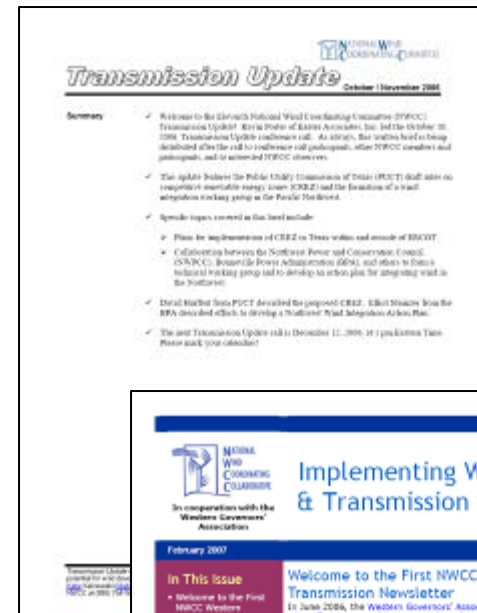 NATIONAL WIND
COORDINATING COMMITTEE
Transmission Update
October / November 2006
Summary
✓ Welcome to the Eleventh National Wind Coordinating Committee (NWCC)
Transmission Update! Kevin Porter of Exeter Associates, Inc. led the October 10,
2006, Transmission Update conference call. As always, this written brief is being
distributed after the call to conference call participants, other NWCC members and
participants, and interested NWCC observers.
✓ This update features the Public Utility Commission of Texas (PUCT) draft rules on
competitive renewable energy zones (CREZ) and the formation of a wind
integration working group in the Pacific Northwest.
✓ Specific topics covered in this brief include:
Plans for implementation of CREZ in Texas within and outside of ERCOT
Collaboration between the Northwest Power and Conservation Council
(NWPCC), Bonneville Power Administration (BPA), and others to form a
technical working group and to develop an action plan for integrating wind in
the Northwest
✓ David from PUCT described the proposed CREZ. Elliot Mainzer from the
BPA described efforts to develop a Northwest Wind Integration Action Plan.
✓ The next Transmission Update call is December 12, 2006, at 3 pm Eastern Time.
Please mark your calendars!
Transmission Update
NATIONAL
WIND
COORDINATING
COLLABORATIVE
In cooperation with the
Western Governors'
Association
Implementing W
& Transmission
February 2007
In This Issue
• Welcome to the First
NWCC Western
Welcome to the First NWCC
Transmission Newsletter
In June 2006, the Western Governors' Assoc